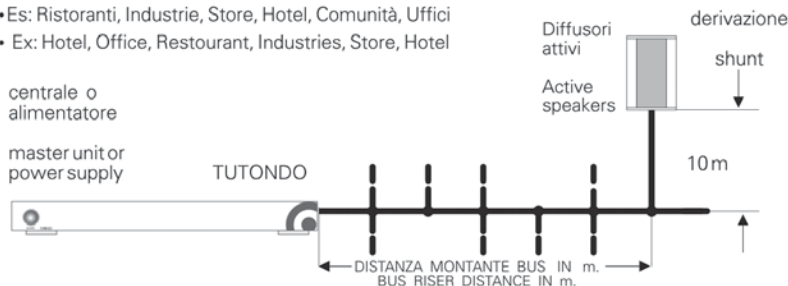 • Es: Ristoranti, Industrie, Store, Hotel, Comunità, Uffici
• Ex: Hotel, Office, Restourant, Industries, Store, Hotel
Diffusori
attivi
Active
speakers
derivazione
shunt
centrale o
alimentatore
master unit or
power supply
TUTONDO
10 m
DISTANZA MONTANTE BUS IN m.
BUS RISER DISTANCE IN m.